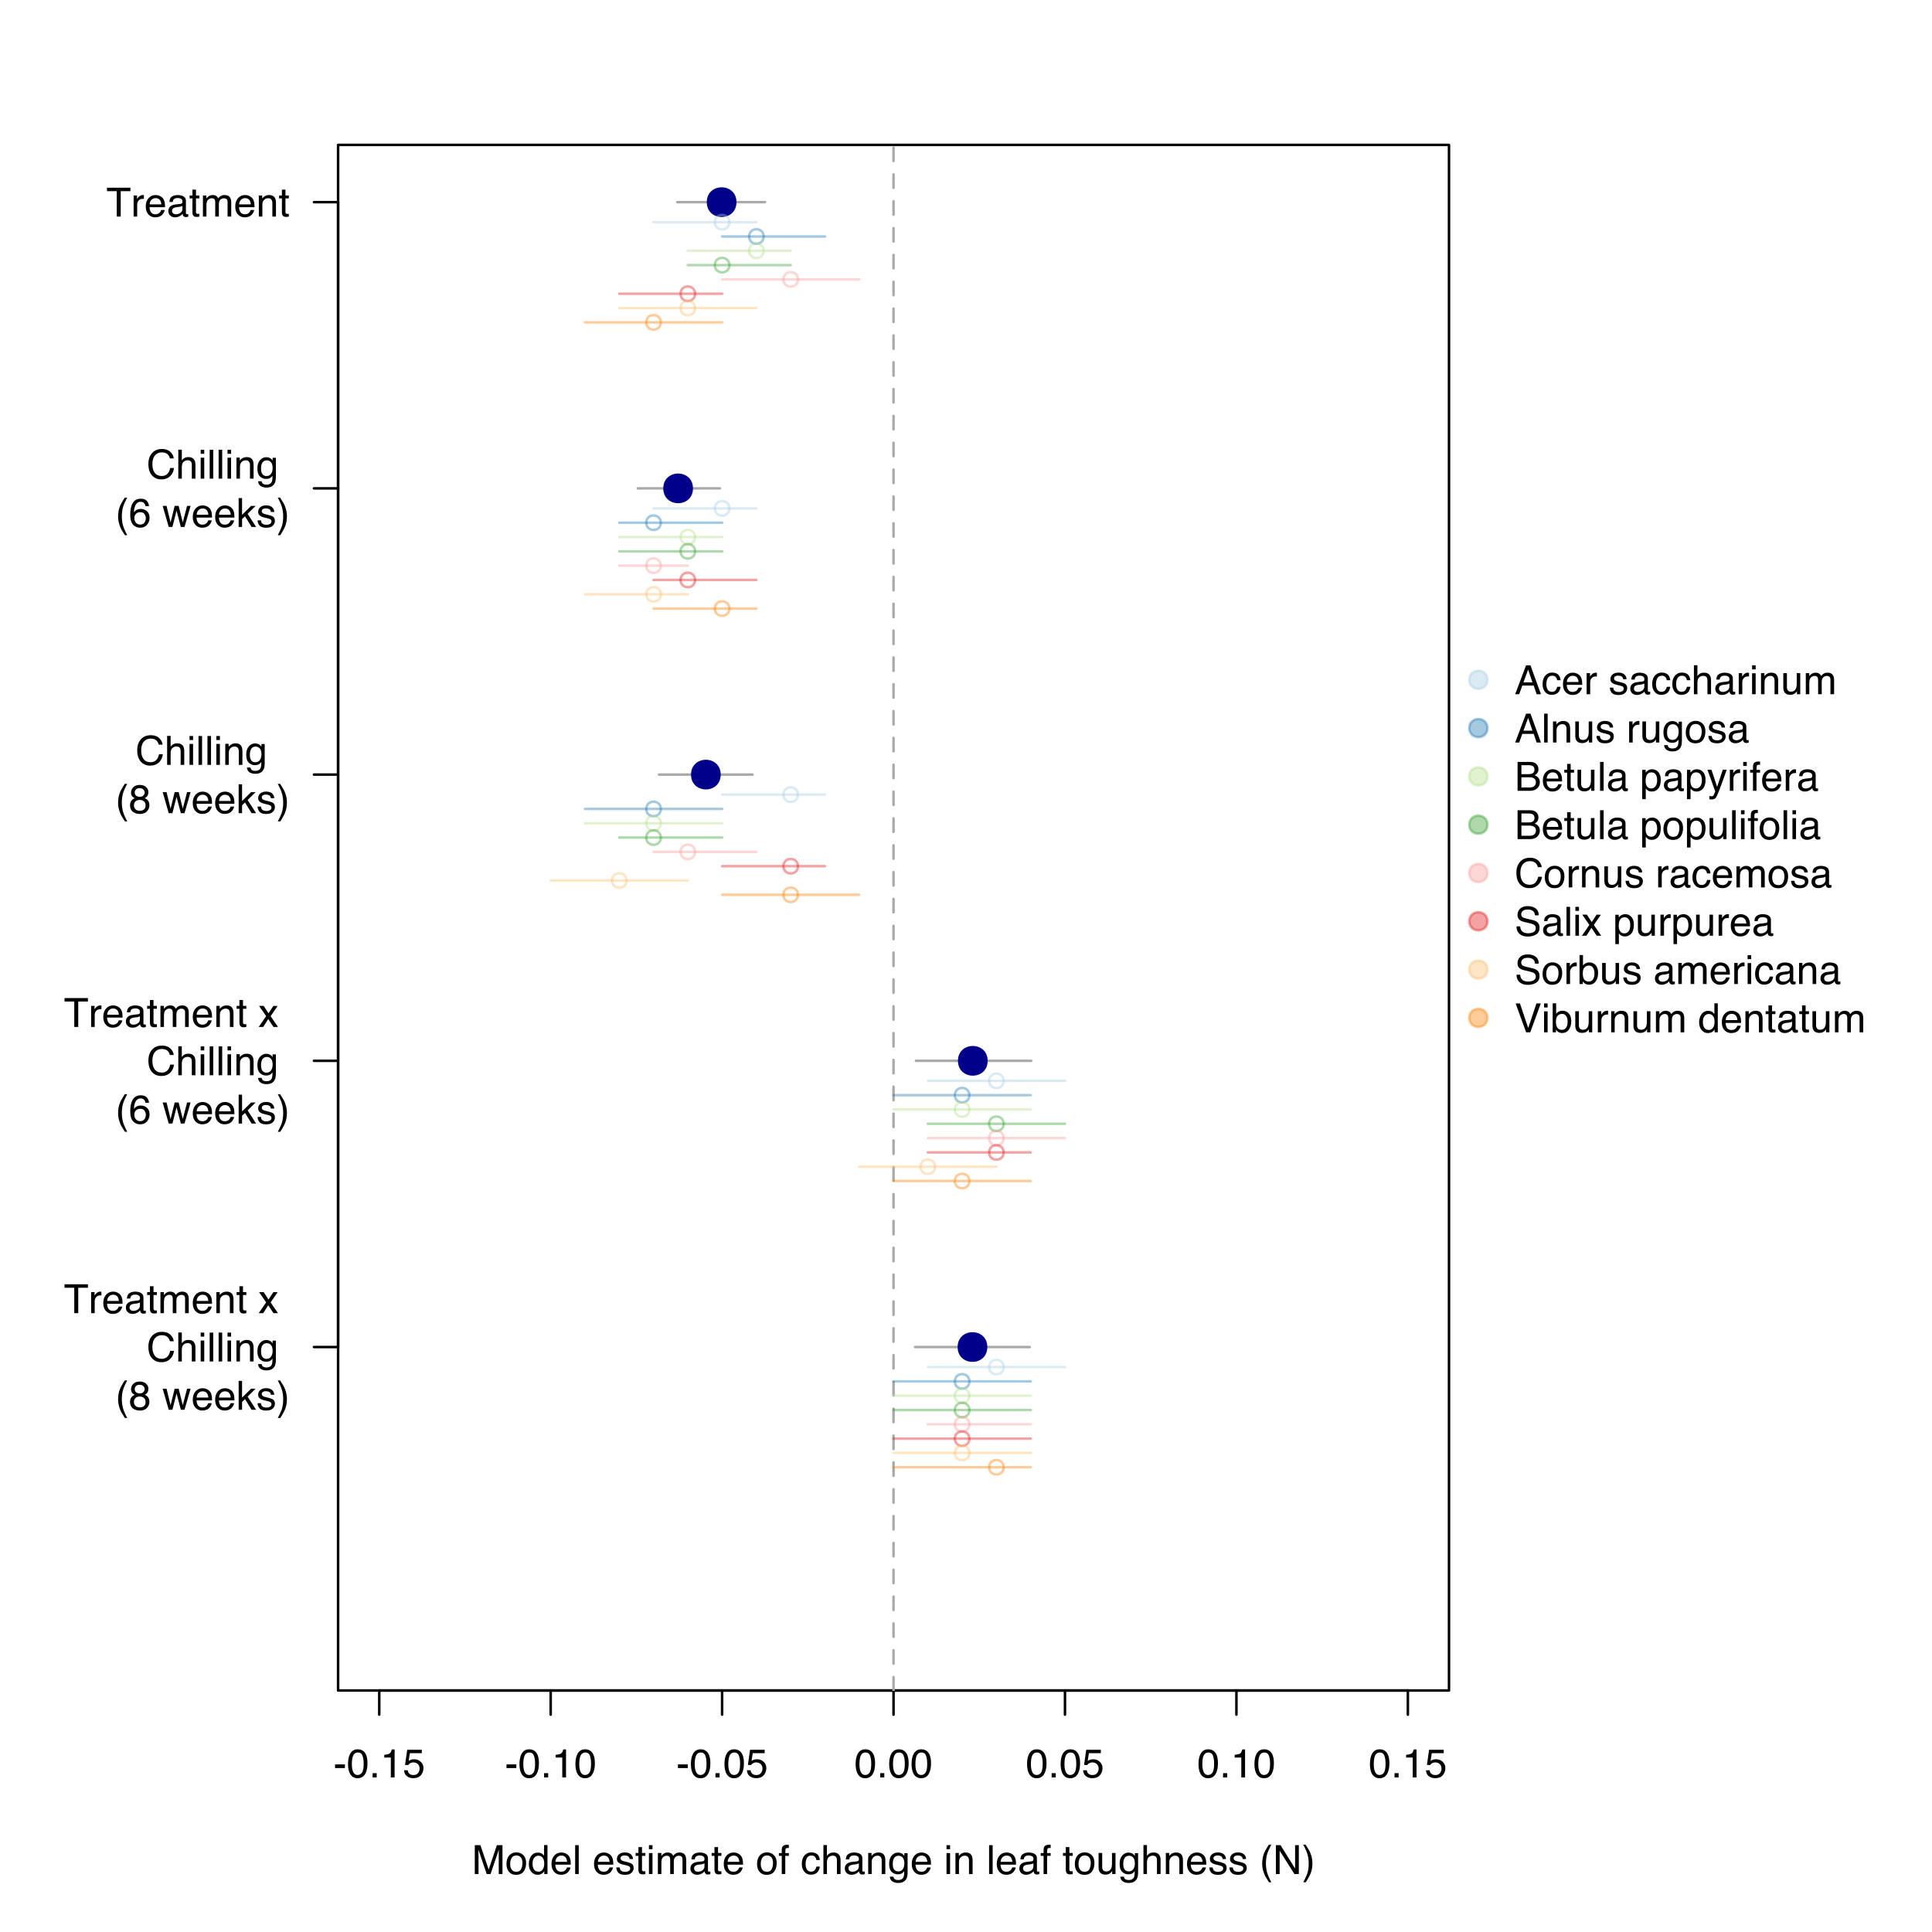 Treatment
Chilling
(6 weeks)
Chilling
(8 weeks)
Treatment x
Chilling
(6 weeks)
Treatment x
Chilling
(8 weeks)
Acer saccharinum
Alnus rugosa
Betula papyrifera
Betula populifolia
Cornus racemosa
Salix purpurea
Sorbus americana
Viburnum dentatum
-0.15 -0.10 -0.05 0.00 0.05 0.10 0.15
Model estimate of change in leaf toughness (N)